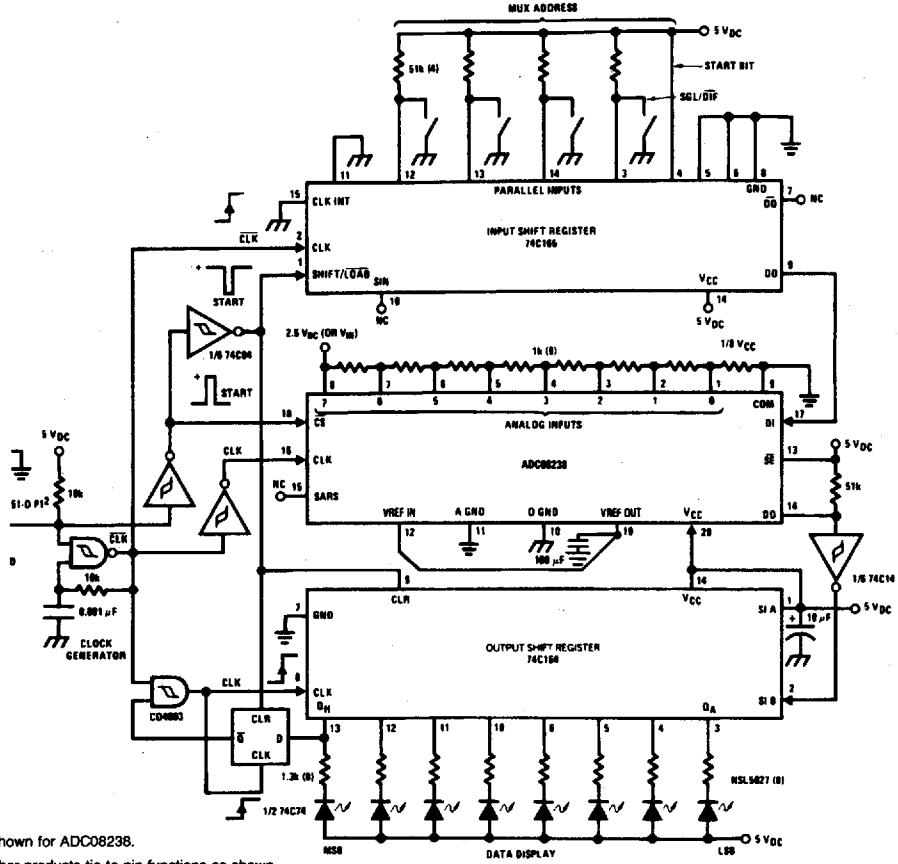 MUX ADDRESS
5 VDC
51k (4)
START BIT
SGL/DIF
11 12 13 14 3 4 5 6 8
PARALLEL INPUTS
GND
15 CLK INT
7 NC
INPUT SHIFT REGISTER
74C165
CLK
2 CLK
1 SHIFT/LOAD
SIN
VCC
DO 9
10
NC
14
5 VDC
+
START
1/6 74C04
+
START
1k (8)
1/8 VCC
8 7 6 5 4 3 2 1 9
7 6 5 4 3 2 1 0 COM
18 CS
ANALOG INPUTS
DI 17
CLK
16 CLK
ADC08238
SE 13
5 VDC
NC 15 SARS
51k
VREF IN
A GND
D GND
VREF OUT
VCC
DO 14
12 11 10 19 20
100 µF
1/6 74C14
5 VDC
10k
CLK
D
10k
0.001 µF
CLOCK
GENERATOR
9
CLR
14
VCC
7 GND
SI A 1
5 VDC
+ 10 µF
OUTPUT SHIFT REGISTER
74C164
CLK
8 CLK
SI B 2
QH
QA
CD4093
CLR
Q D
CLK
13 12 11 10 6 5 4 3
1.3k (8)
NSL5027 (8)
1/2 74C74
MSB
DATA DISPLAY
LSB
5 VDC
hown for ADC08238.
her products tie to pin functions as shown